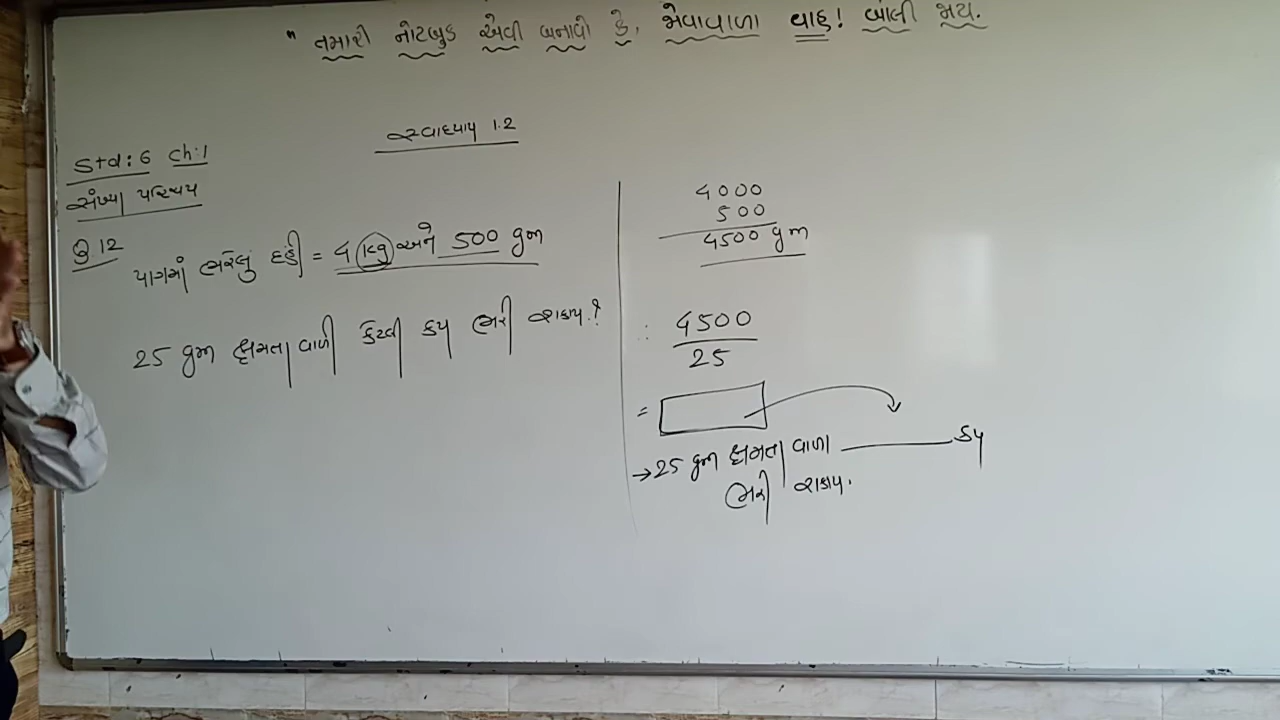 " તમારી નોટબુક એવી બનાવો કે, જોવાવાળા વાહ! બોલી જાય.
સ્વાધ્યાય 1.2
Std: 6 Ch:1
સંખ્યા પરિચય
Q 12
પાત્રમાં ભરેલું દહીં = 4 kg અને 500 gm
25 gm ક્ષમતા વાળી કેટલી કપ ભરી શકાય?
4000
500
4500 gm
∴ 4500
25
=
→ 25 gm ક્ષમતા વાળા ______ કપ
ભરી શકાય.